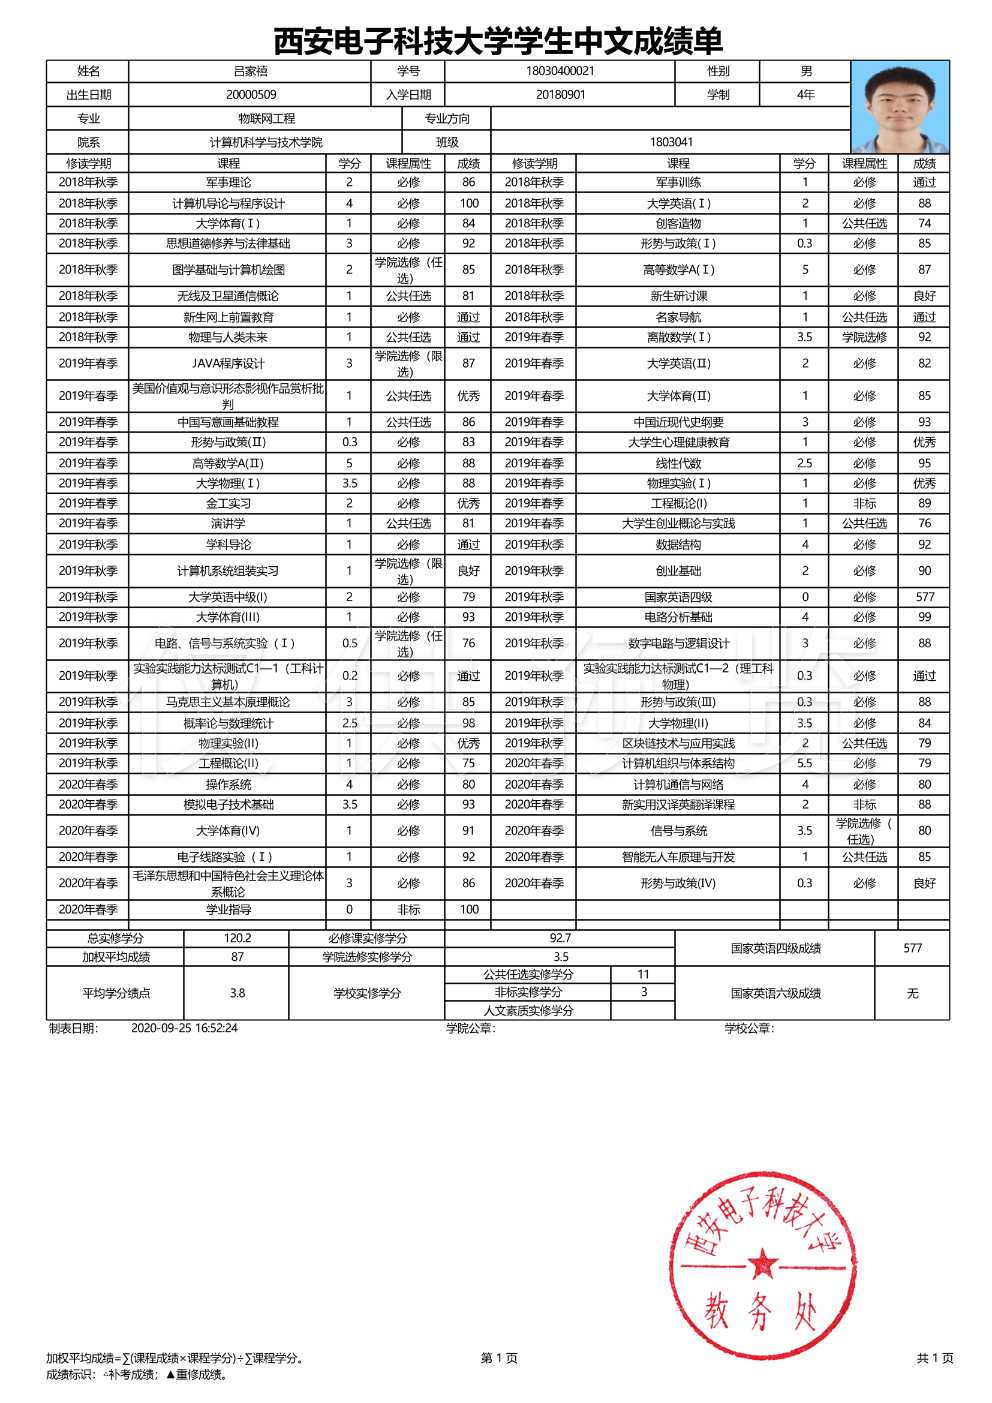 西安电子科技大学学生中文成绩单
姓名 吕家禧 学号 18030400021 性别 男
出生日期 20000509 入学日期 20180901 学制 4年
专业 物联网工程 专业方向
院系 计算机科学与技术学院 班级 1803041
修读学期 课程 学分 课程属性 成绩 修读学期 课程 学分 课程属性 成绩
2018年秋季 军事理论 2 必修 86 2018年秋季 军事训练 1 必修 通过
2018年秋季 计算机导论与程序设计 4 必修 100 2018年秋季 大学英语(Ⅰ) 2 必修 88
2018年秋季 大学体育(Ⅰ) 1 必修 84 2018年秋季 创客造物 1 公共任选 74
2018年秋季 思想道德修养与法律基础 3 必修 92 2018年秋季 形势与政策(Ⅰ) 0.3 必修 85
2018年秋季 图学基础与计算机绘图 2 学院选修（任选） 85 2018年秋季 高等数学A(Ⅰ) 5 必修 87
2018年秋季 无线及卫星通信概论 1 公共任选 81 2018年秋季 新生研讨课 1 必修 良好
2018年秋季 新生网上前置教育 1 必修 通过 2018年秋季 名家导航 1 公共任选 通过
2018年秋季 物理与人类未来 1 公共任选 通过 2019年春季 离散数学(Ⅰ) 3.5 学院选修 92
2019年春季 JAVA程序设计 3 学院选修（限选） 87 2019年春季 大学英语(Ⅱ) 2 必修 82
2019年春季 美国价值观与意识形态影视作品赏析批判 1 公共任选 优秀 2019年春季 大学体育(Ⅱ) 1 必修 85
2019年春季 中国写意画基础教程 1 公共任选 86 2019年春季 中国近现代史纲要 3 必修 93
2019年春季 形势与政策(Ⅱ) 0.3 必修 83 2019年春季 大学生心理健康教育 1 必修 优秀
2019年春季 高等数学A(Ⅱ) 5 必修 88 2019年春季 线性代数 2.5 必修 95
2019年春季 大学物理(Ⅰ) 3.5 必修 88 2019年春季 物理实验(Ⅰ) 1 必修 优秀
2019年春季 金工实习 2 必修 优秀 2019年春季 工程概论(I) 1 非标 89
2019年春季 演讲学 1 公共任选 81 2019年春季 大学生创业概论与实践 1 公共任选 76
2019年秋季 学科导论 1 必修 通过 2019年秋季 数据结构 4 必修 92
2019年秋季 计算机系统组装实习 1 学院选修（限选） 良好 2019年秋季 创业基础 2 必修 90
2019年秋季 大学英语中级(I) 2 必修 79 2019年秋季 国家英语四级 0 必修 577
2019年秋季 大学体育(III) 1 必修 93 2019年秋季 电路分析基础 4 必修 99
2019年秋季 电路、信号与系统实验（Ⅰ） 0.5 学院选修（任选） 76 2019年秋季 数字电路与逻辑设计 3 必修 88
2019年秋季 实验实践能力达标测试C1—1（工科计算机） 0.2 必修 通过 2019年秋季 实验实践能力达标测试C1—2（理工科物理） 0.3 必修 通过
2019年秋季 马克思主义基本原理概论 3 必修 85 2019年秋季 形势与政策(Ⅲ) 0.3 必修 88
2019年秋季 概率论与数理统计 2.5 必修 98 2019年秋季 大学物理(II) 3.5 必修 84
2019年秋季 物理实验(II) 1 必修 优秀 2019年秋季 区块链技术与应用实践 2 公共任选 79
2019年秋季 工程概论(II) 1 必修 75 2020年春季 计算机组织与体系结构 5.5 必修 79
2020年春季 操作系统 4 必修 80 2020年春季 计算机通信与网络 4 必修 80
2020年春季 模拟电子技术基础 3.5 必修 93 2020年春季 新实用汉译英翻译课程 2 非标 88
2020年春季 大学体育(IV) 1 必修 91 2020年春季 信号与系统 3.5 学院选修（任选） 80
2020年春季 电子线路实验（Ⅰ） 1 必修 92 2020年春季 智能无人车原理与开发 1 公共任选 85
2020年春季 毛泽东思想和中国特色社会主义理论体系概论 3 必修 86 2020年春季 形势与政策(IV) 0.3 必修 良好
2020年春季 学业指导 0 非标 100
总实修学分 120.2 必修课实修学分 92.7 国家英语四级成绩 577
加权平均成绩 87 学院选修实修学分 3.5
平均学分绩点 3.8 学校实修学分 公共任选实修学分 11 国家英语六级成绩 无
非标实修学分 3
人文素质实修学分
制表日期： 2020-09-25 16:52:24 学院公章： 学校公章：
仅供预览
西安电子科技大学
教务处
加权平均成绩=∑(课程成绩×课程学分)÷∑课程学分。 第 1 页 共 1 页
成绩标识：△补考成绩；▲重修成绩。